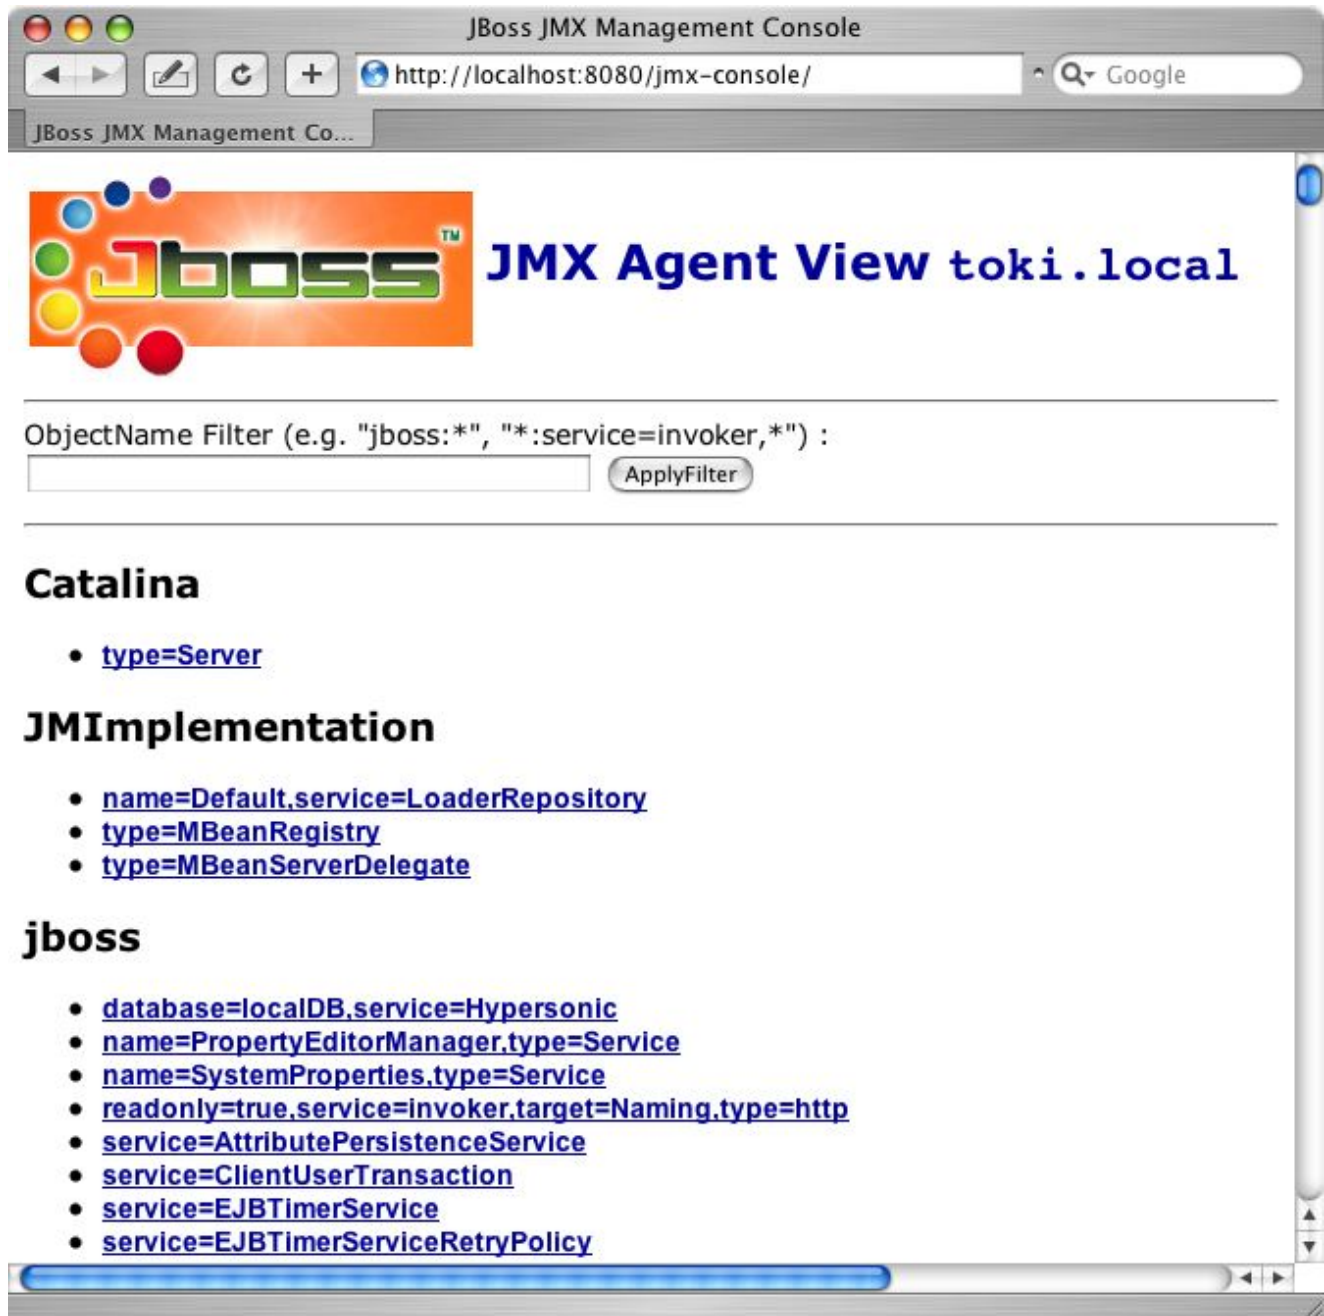 JBoss JMX Management Console
http://localhost:8080/jmx-console/
Google
JBoss JMX Management Co...
Jboss™
JMX Agent View toki.local
ObjectName Filter (e.g. "jboss:*", "*:service=invoker,*") :
ApplyFilter
Catalina
type=Server
JMImplementation
name=Default,service=LoaderRepository
type=MBeanRegistry
type=MBeanServerDelegate
jboss
database=localDB,service=Hypersonic
name=PropertyEditorManager,type=Service
name=SystemProperties,type=Service
readonly=true,service=invoker,target=Naming,type=http
service=AttributePersistenceService
service=ClientUserTransaction
service=EJBTimerService
service=EJBTimerServiceRetryPolicy